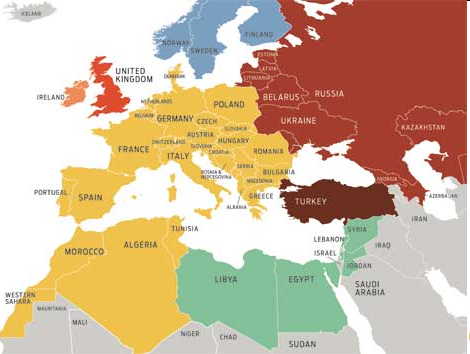 ICELAND
NORWAY
SWEDEN
FINLAND
ESTONIA
LATVIA
LITHUANIA
DENMARK
UNITED
KINGDOM
IRELAND
NETHERLANDS
BELGIUM
GERMANY
POLAND
BELARUS
RUSSIA
UKRAINE
KAZAKHSTAN
CZECH
SLOVAKIA
AUSTRIA
HUNGARY
FRANCE
SWITZERLAND
SLOVENIA
CROATIA
ROMANIA
ITALY
BOSNIA &
HERZEGOVINA
SERBIA
BULGARIA
MACEDONIA
ALBANIA
GREECE
GEORGIA
AZERBAIJAN
PORTUGAL
SPAIN
TURKEY
TUNISIA
SYRIA
LEBANON
ISRAEL
JORDAN
IRAQ
IRAN
MOROCCO
ALGERIA
LIBYA
EGYPT
SAUDI
ARABIA
WESTERN
SAHARA
MAURITANIA
MALI
NIGER
CHAD
SUDAN